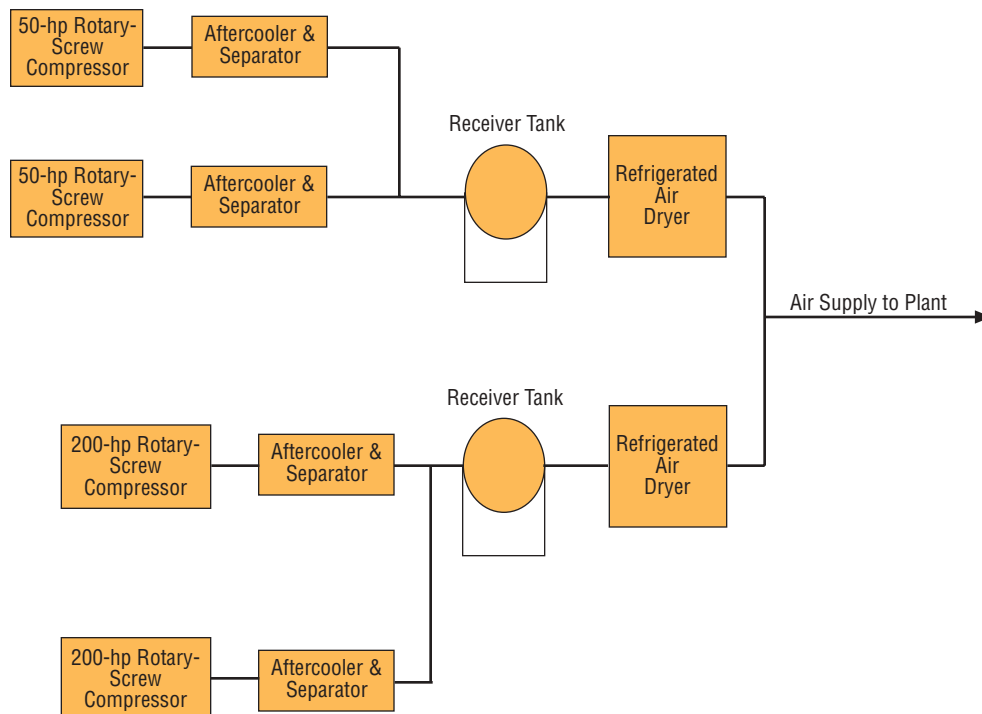 50-hp Rotary-
Screw
Compressor
Aftercooler &
Separator
Receiver Tank
50-hp Rotary-
Screw
Compressor
Aftercooler &
Separator
Refrigerated
Air
Dryer
Air Supply to Plant
Receiver Tank
200-hp Rotary-
Screw
Compressor
Aftercooler &
Separator
Refrigerated
Air
Dryer
200-hp Rotary-
Screw
Compressor
Aftercooler &
Separator